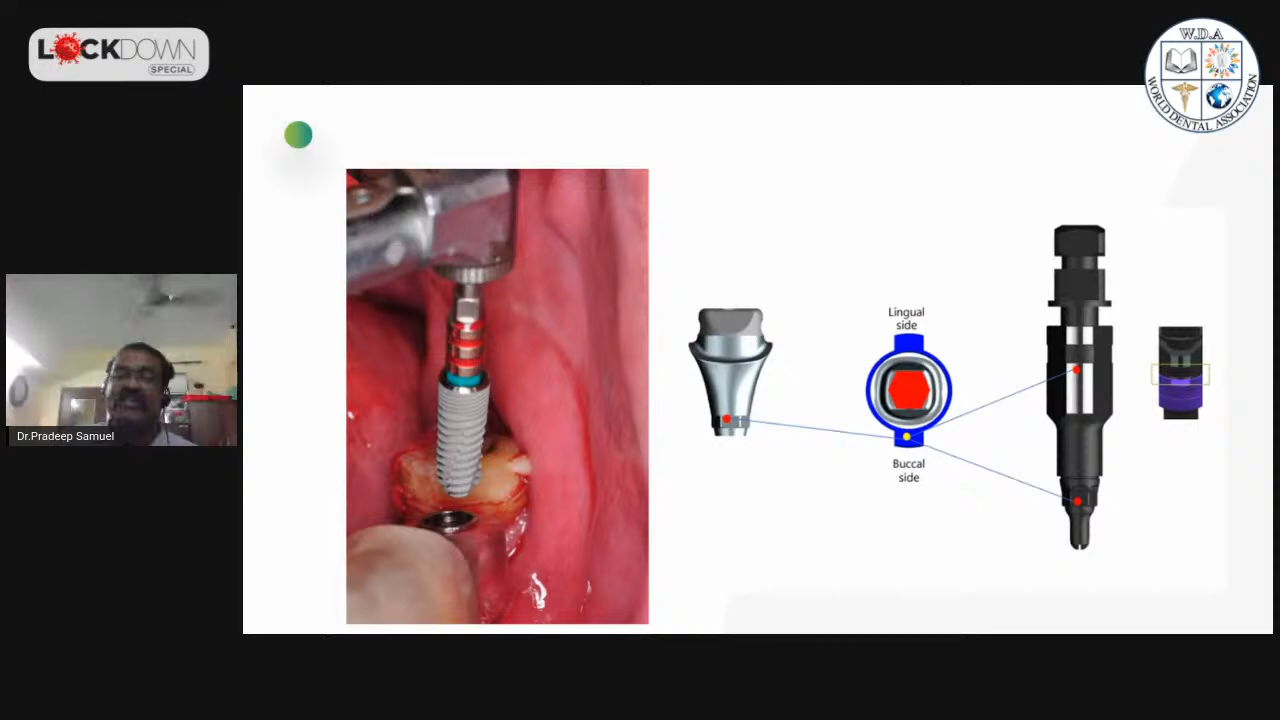 LOCKDOWN
SPECIAL
W.D.A
WORLD DENTAL ASSOCIATION
Lingual
side
Buccal
side
Dr.Pradeep Samuel